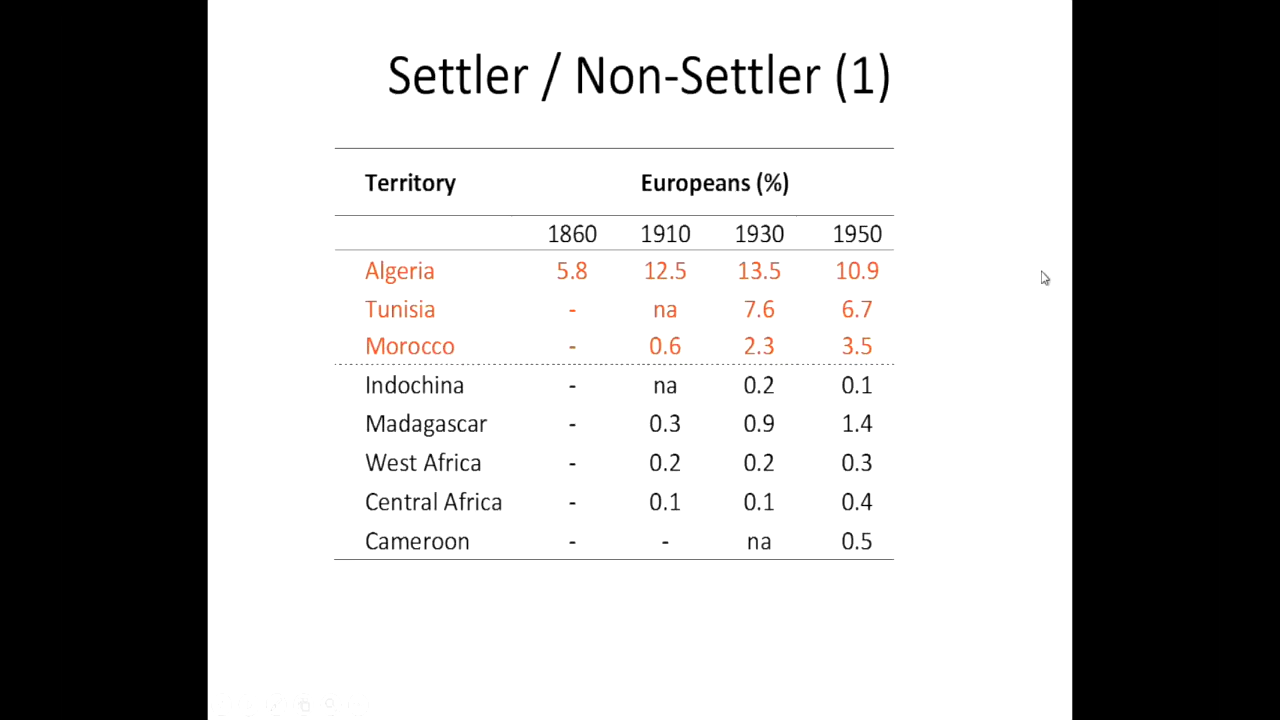 Settler / Non-Settler (1)
Territory Europeans (%)
1860 1910 1930 1950
Algeria 5.8 12.5 13.5 10.9
Tunisia - na 7.6 6.7
Morocco - 0.6 2.3 3.5
Indochina - na 0.2 0.1
Madagascar - 0.3 0.9 1.4
West Africa - 0.2 0.2 0.3
Central Africa - 0.1 0.1 0.4
Cameroon - - na 0.5